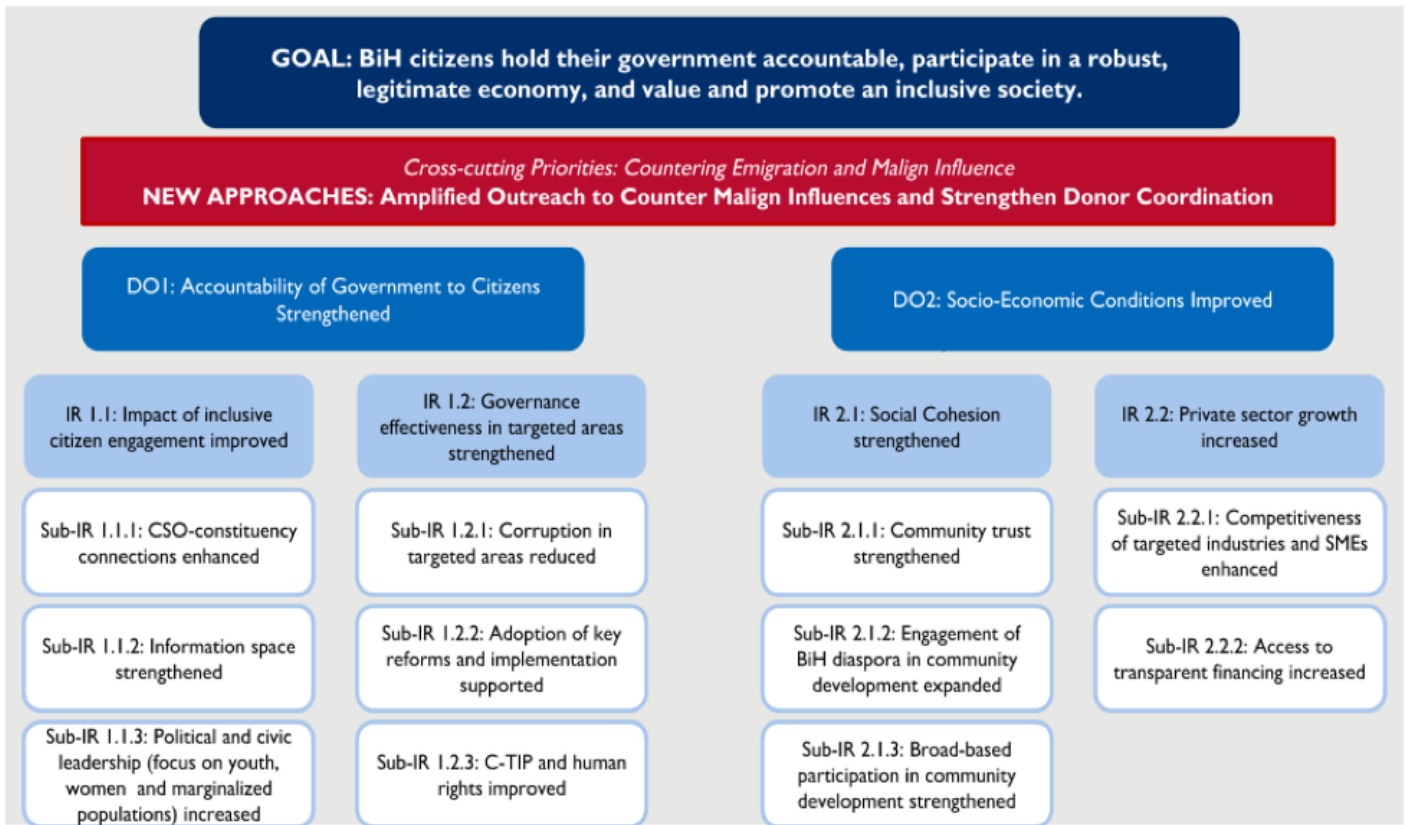 GOAL: BiH citizens hold their government accountable, participate in a robust,
legitimate economy, and value and promote an inclusive society.
Cross-cutting Priorities: Countering Emigration and Malign Influence
NEW APPROACHES: Amplified Outreach to Counter Malign Influences and Strengthen Donor Coordination
DO1: Accountability of Government to Citizens
Strengthened
DO2: Socio-Economic Conditions Improved
IR 1.1: Impact of inclusive
citizen engagement improved
IR 1.2: Governance
effectiveness in targeted areas
strengthened
IR 2.1: Social Cohesion
strengthened
IR 2.2: Private sector growth
increased
Sub-IR 1.1.1: CSO-constituency
connections enhanced
Sub-IR 1.2.1: Corruption in
targeted areas reduced
Sub-IR 2.1.1: Community trust
strengthened
Sub-IR 2.2.1: Competitiveness
of targeted industries and SMEs
enhanced
Sub-IR 1.1.2: Information space
strengthened
Sub-IR 1.2.2: Adoption of key
reforms and implementation
supported
Sub-IR 2.1.2: Engagement of
BiH diaspora in community
development expanded
Sub-IR 2.2.2: Access to
transparent financing increased
Sub-IR 1.1.3: Political and civic
leadership (focus on youth,
women and marginalized
populations) increased
Sub-IR 1.2.3: C-TIP and human
rights improved
Sub-IR 2.1.3: Broad-based
participation in community
development strengthened